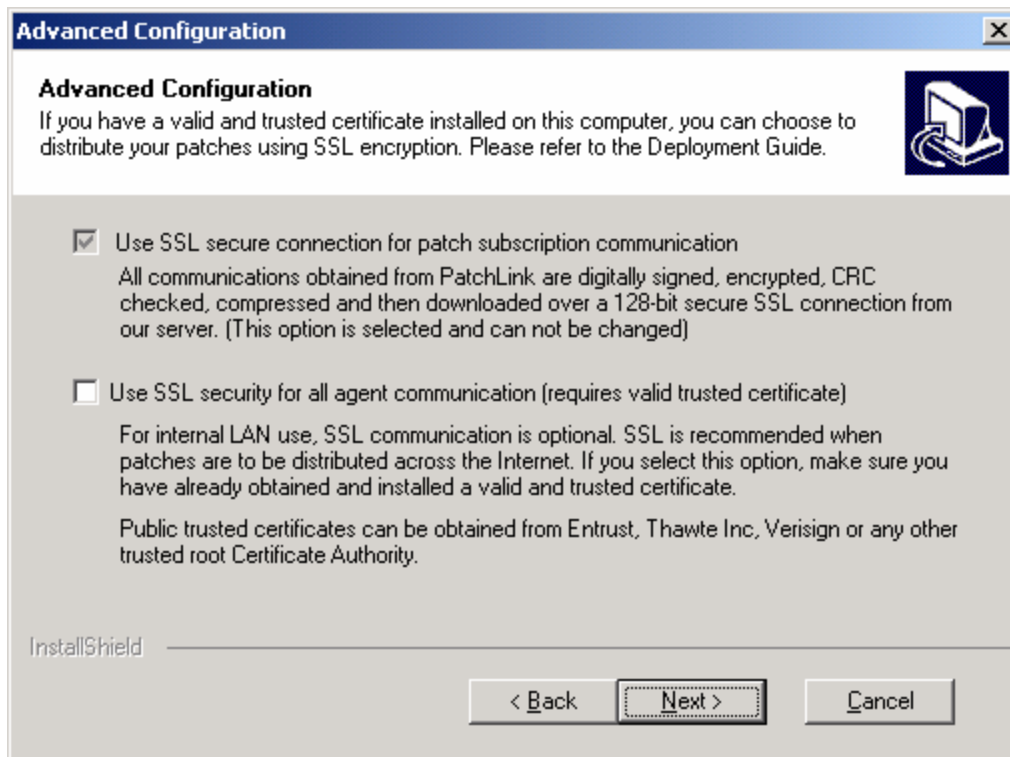 Advanced Configuration
Advanced Configuration
If you have a valid and trusted certificate installed on this computer, you can choose to
distribute your patches using SSL encryption. Please refer to the Deployment Guide.
Use SSL secure connection for patch subscription communication
All communications obtained from PatchLink are digitally signed, encrypted, CRC
checked, compressed and then downloaded over a 128-bit secure SSL connection from
our server. (This option is selected and can not be changed)
Use SSL security for all agent communication (requires valid trusted certificate)
For internal LAN use, SSL communication is optional. SSL is recommended when
patches are to be distributed across the Internet. If you select this option, make sure you
have already obtained and installed a valid and trusted certificate.
Public trusted certificates can be obtained from Entrust, Thawte Inc, Verisign or any other
trusted root Certificate Authority.
InstallShield
< Back
Next >
Cancel